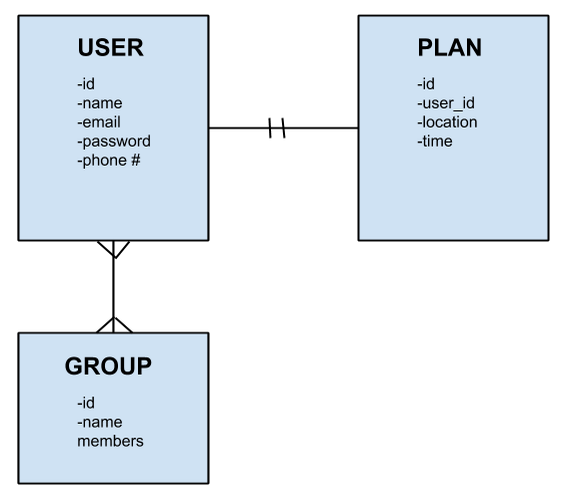 USER
-id
-name
-email
-password
-phone #
PLAN
-id
-user_id
-location
-time
GROUP
-id
-name
members